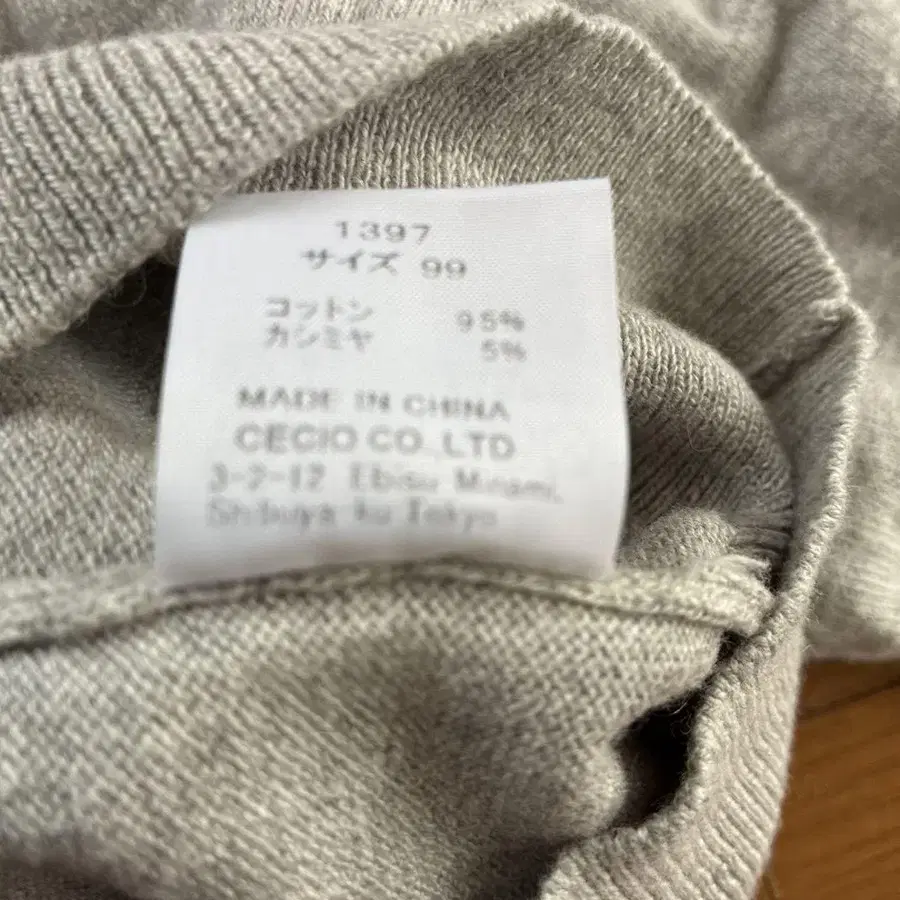 1397
サイズ 99
コットン 95%
カシミヤ 5%
MADE IN CHINA
CECIO CO.,LTD
3-2-12 Ebisu Minami,
Shibuya ku Tokyo